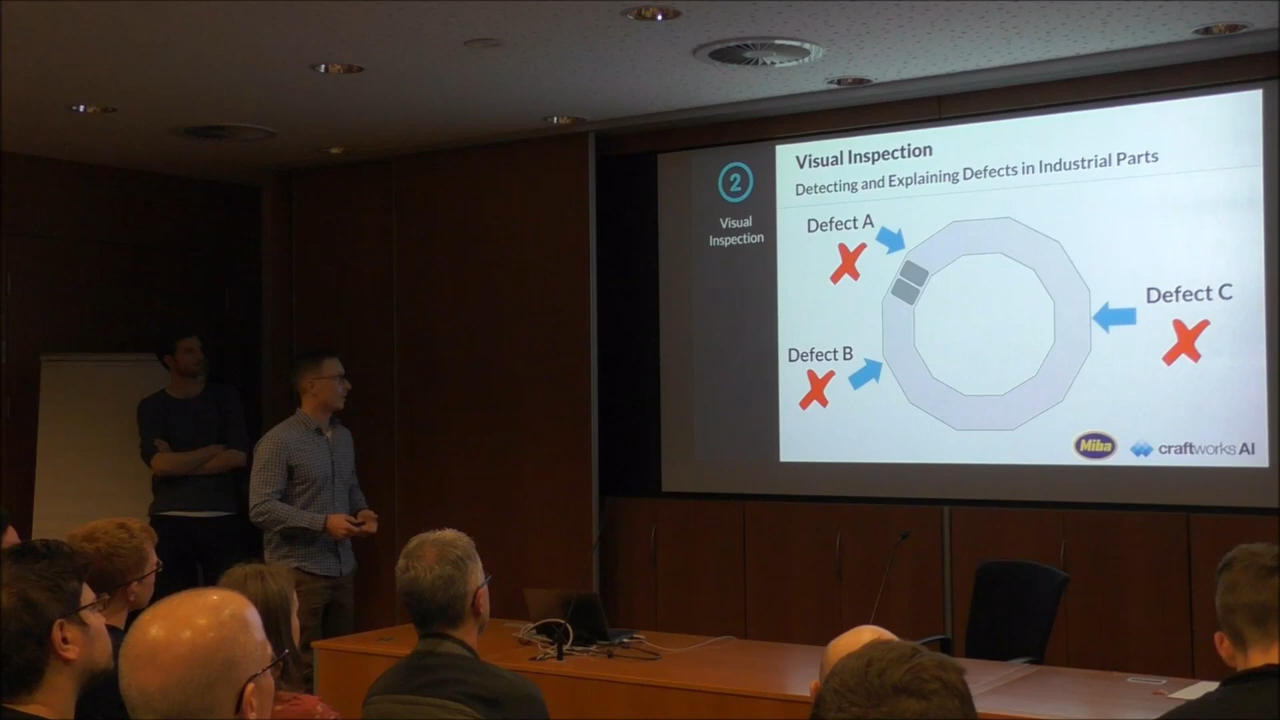 2
Visual
Inspection
Visual Inspection
Detecting and Explaining Defects in Industrial Parts
Defect A
Defect B
Defect C
Miba
craftworks AI